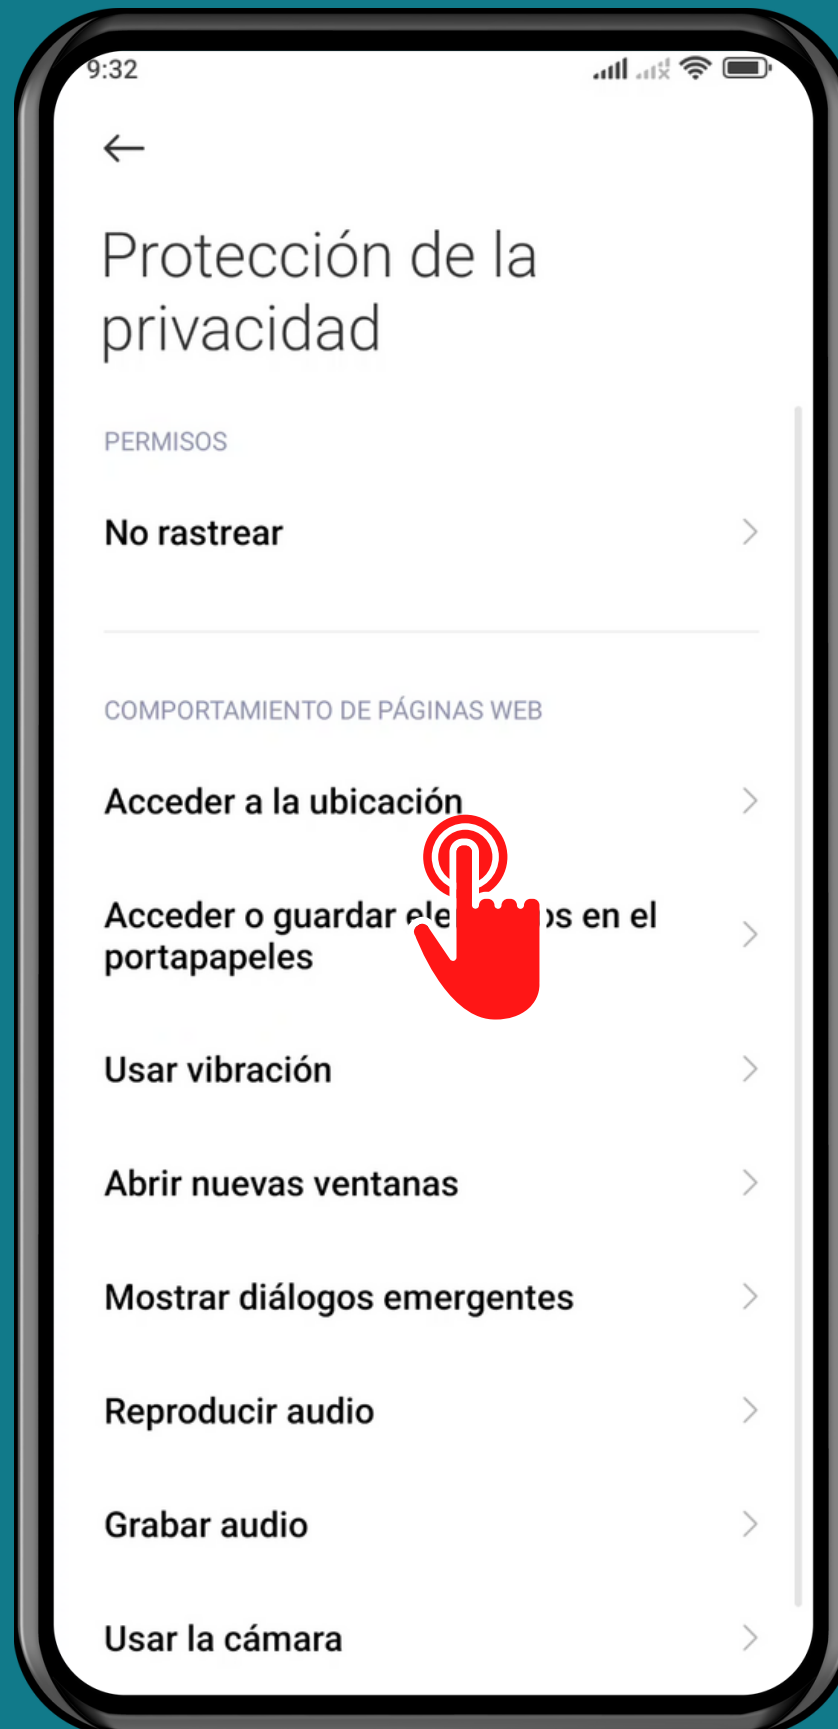 9:32
Protección de la
privacidad
PERMISOS
No rastrear
COMPORTAMIENTO DE PÁGINAS WEB
Acceder a la ubicación
Acceder o guardar en el
portapapeles
Usar vibración
Abrir nuevas ventanas
Mostrar diálogos emergentes
Reproducir audio
Grabar audio
Usar la cámara